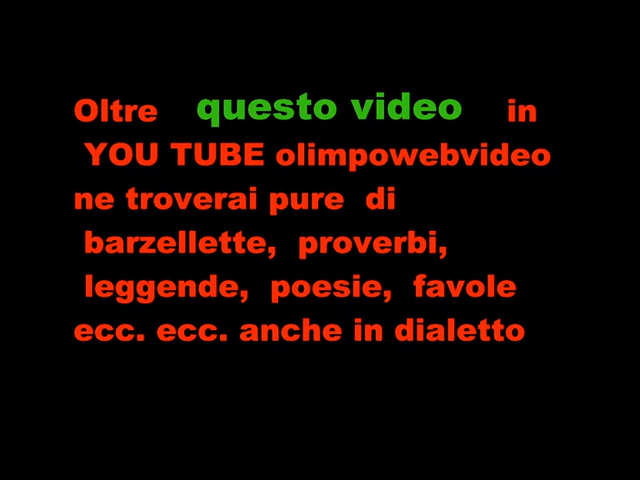 Oltre questo video in
YOU TUBE olimpowebvideo
ne troverai pure di
barzellette, proverbi,
leggende, poesie, favole
ecc. ecc. anche in dialetto